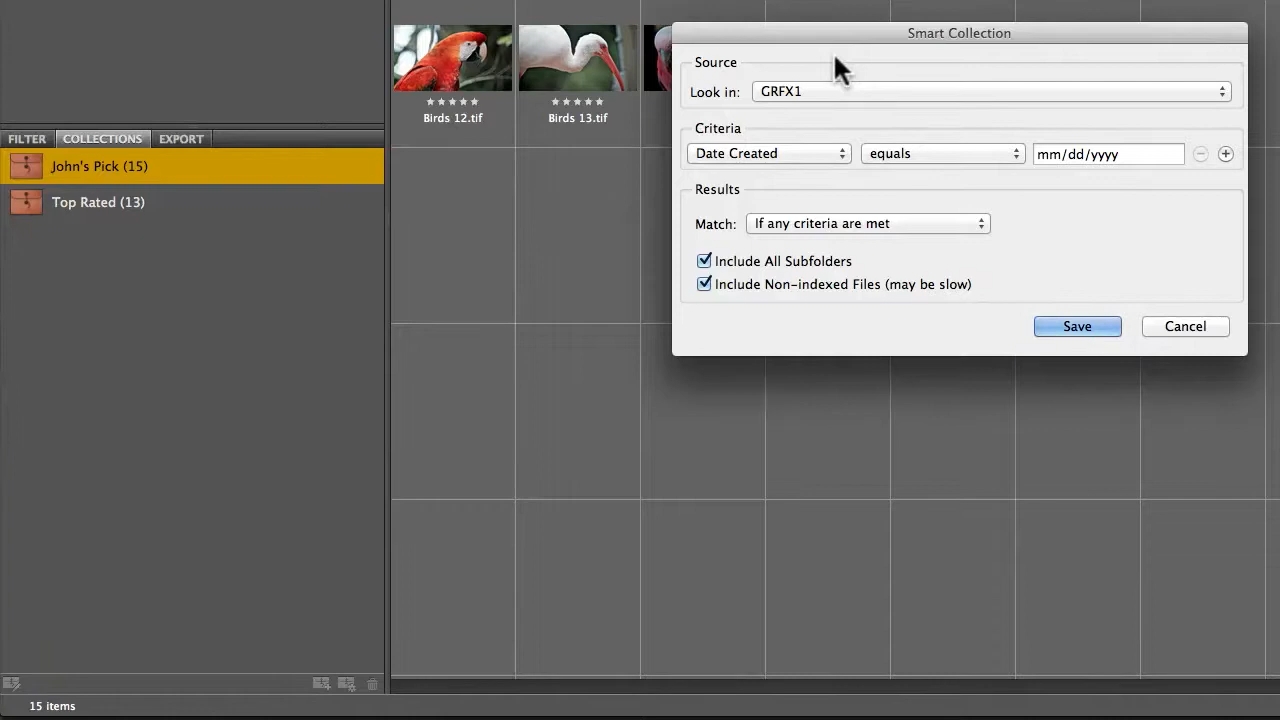 Smart Collection
Source
Look in: GRFX1
Criteria
Date Created equals mm/dd/yyyy
Results
Match: If any criteria are met
Include All Subfolders
Include Non-indexed Files (may be slow)
Save Cancel
Birds 12.tif Birds 13.tif
FILTER COLLECTIONS EXPORT
John's Pick (15)
Top Rated (13)
15 items